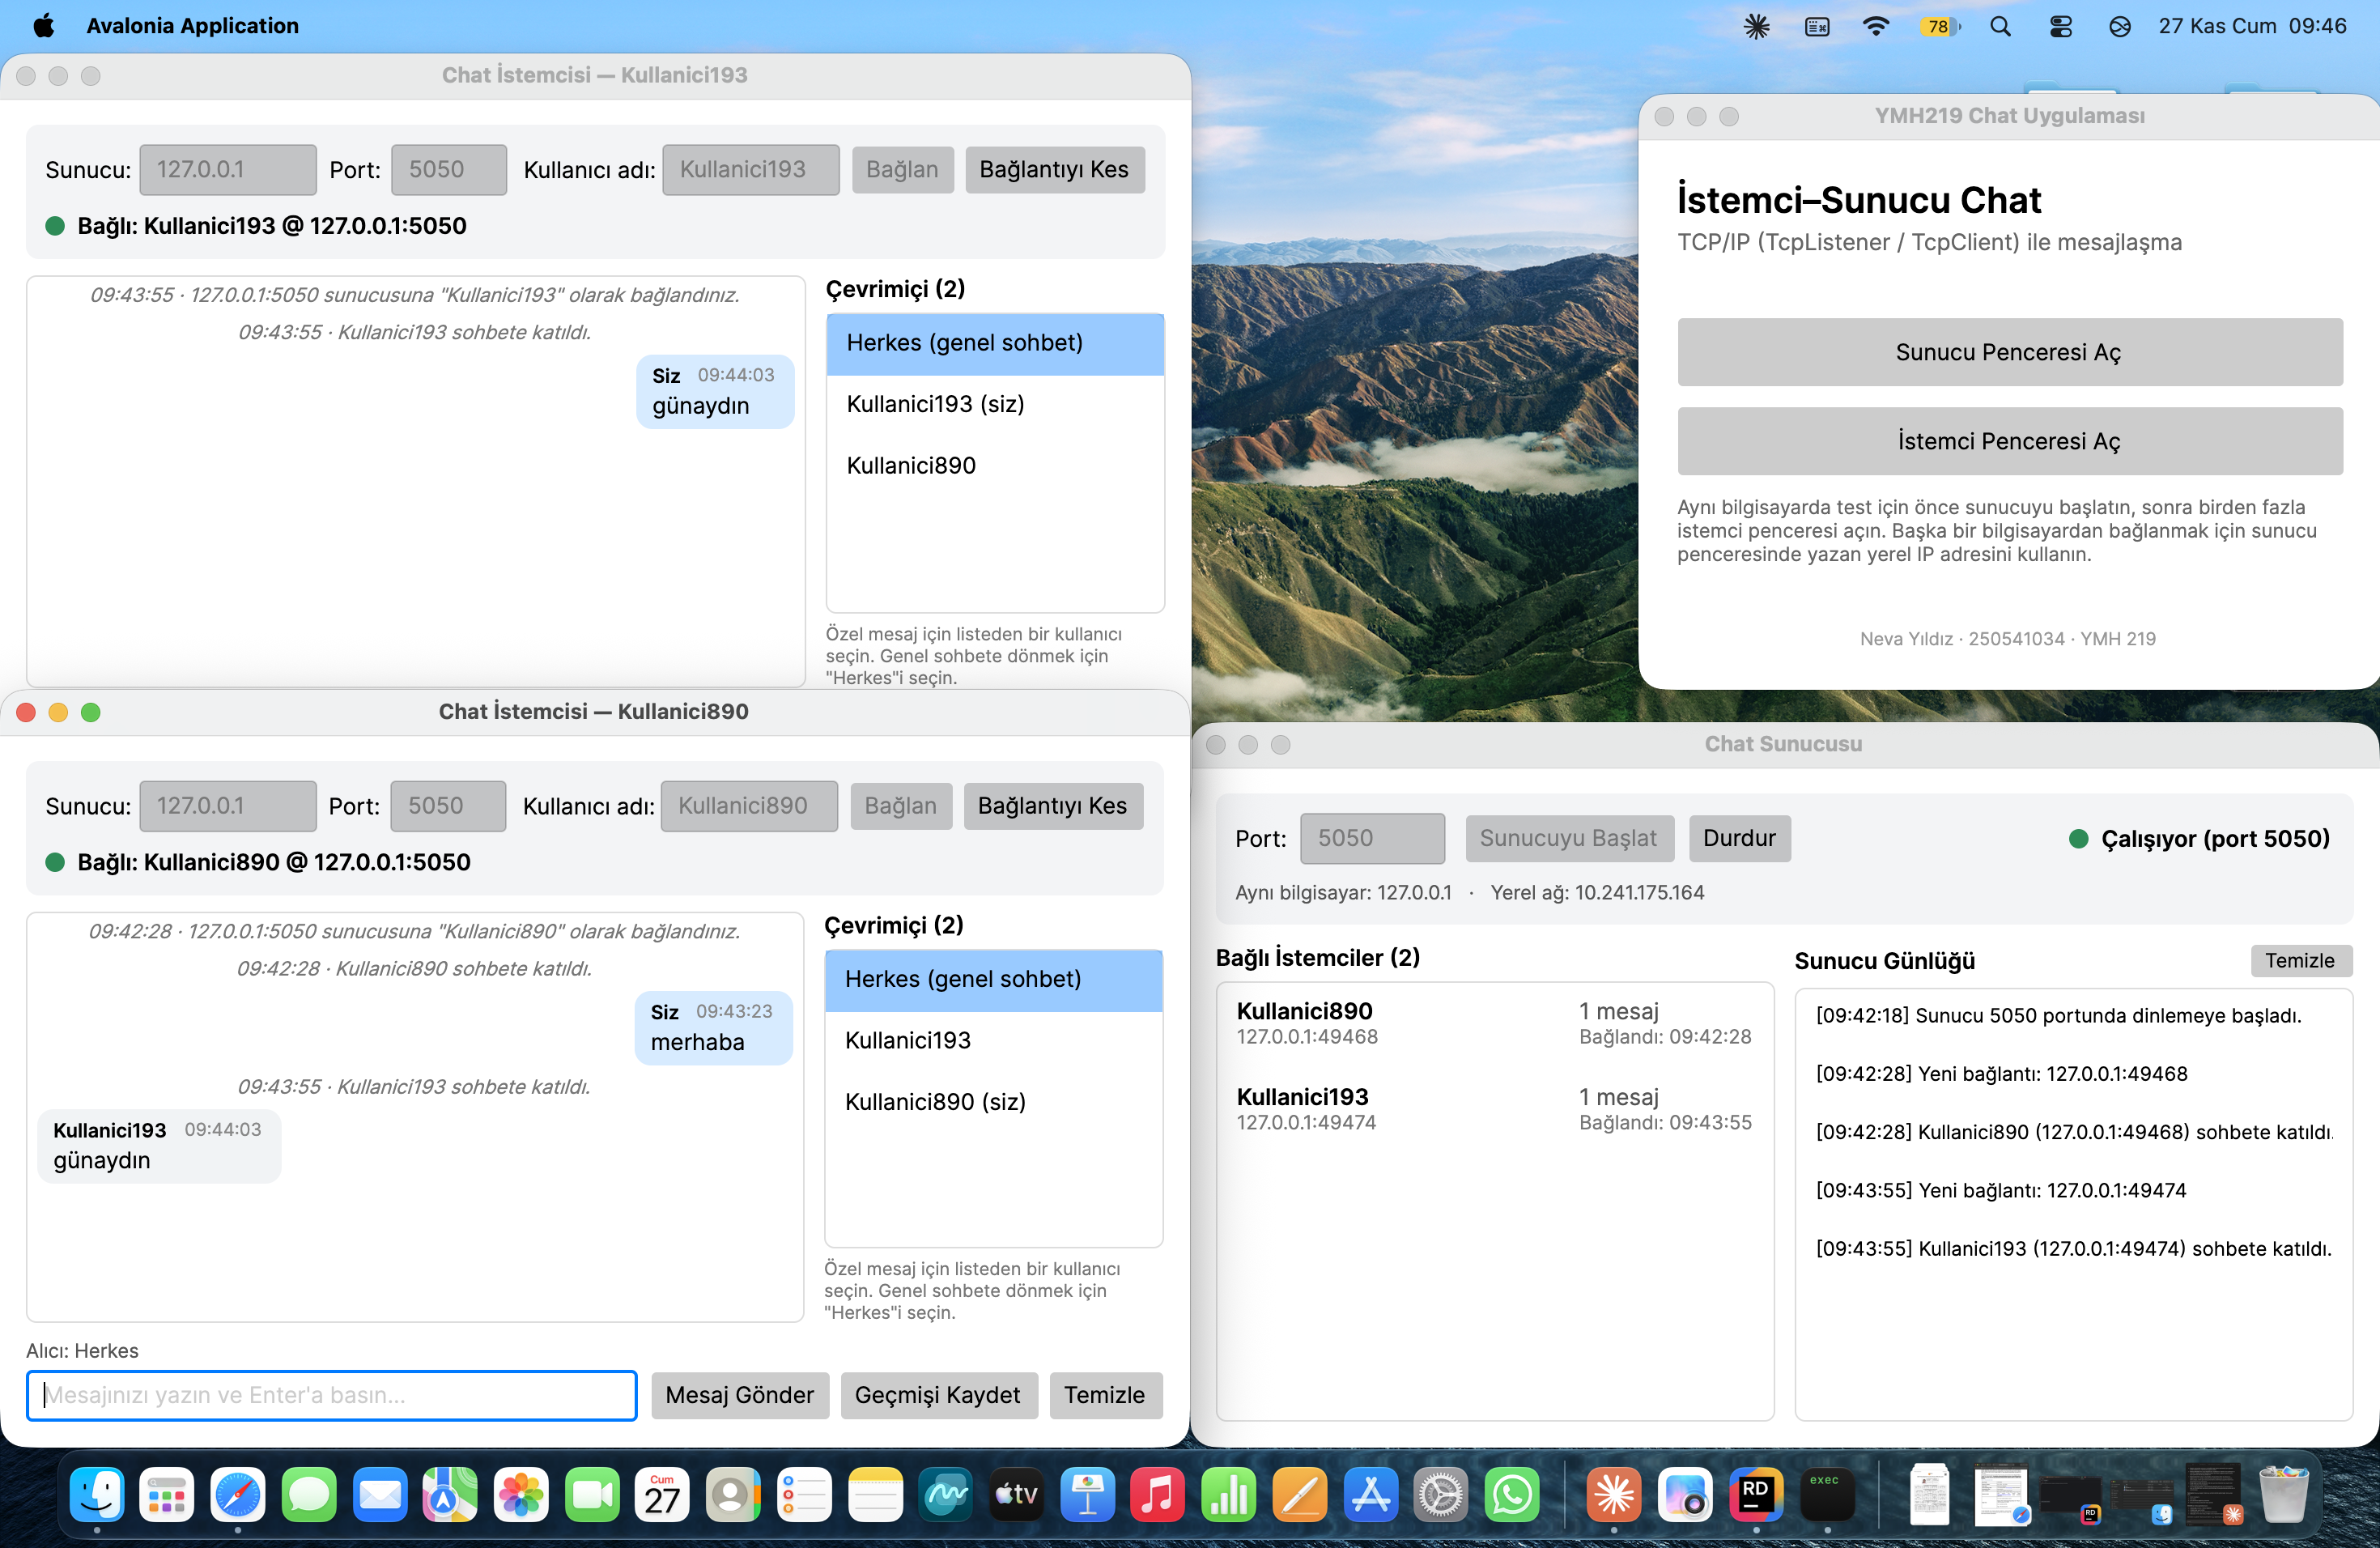 Avalonia Application
78
27 Kas Cum 09:46
Chat İstemcisi — Kullanici193
Sunucu: 127.0.0.1 Port: 5050 Kullanıcı adı: Kullanici193 Bağlan Bağlantıyı Kes
Bağlı: Kullanici193 @ 127.0.0.1:5050
09:43:55 · 127.0.0.1:5050 sunucusuna "Kullanici193" olarak bağlandınız.
09:43:55 · Kullanici193 sohbete katıldı.
Siz 09:44:03
günaydın
Çevrimiçi (2)
Herkes (genel sohbet)
Kullanici193 (siz)
Kullanici890
Özel mesaj için listeden bir kullanıcı
seçin. Genel sohbete dönmek için
"Herkes"i seçin.
YMH219 Chat Uygulaması
İstemci–Sunucu Chat
TCP/IP (TcpListener / TcpClient) ile mesajlaşma
Sunucu Penceresi Aç
İstemci Penceresi Aç
Aynı bilgisayarda test için önce sunucuyu başlatın, sonra birden fazla
istemci penceresi açın. Başka bir bilgisayardan bağlanmak için sunucu
penceresinde yazan yerel IP adresini kullanın.
Neva Yıldız · 250541034 · YMH 219
Chat İstemcisi — Kullanici890
Sunucu: 127.0.0.1 Port: 5050 Kullanıcı adı: Kullanici890 Bağlan Bağlantıyı Kes
Bağlı: Kullanici890 @ 127.0.0.1:5050
09:42:28 · 127.0.0.1:5050 sunucusuna "Kullanici890" olarak bağlandınız.
09:42:28 · Kullanici890 sohbete katıldı.
Siz 09:43:23
merhaba
09:43:55 · Kullanici193 sohbete katıldı.
Kullanici193 09:44:03
günaydın
Çevrimiçi (2)
Herkes (genel sohbet)
Kullanici193
Kullanici890 (siz)
Özel mesaj için listeden bir kullanıcı
seçin. Genel sohbete dönmek için
"Herkes"i seçin.
Alıcı: Herkes
Mesajınızı yazın ve Enter'a basın... Mesaj Gönder Geçmişi Kaydet Temizle
Chat Sunucusu
Port: 5050 Sunucuyu Başlat Durdur Çalışıyor (port 5050)
Aynı bilgisayar: 127.0.0.1 · Yerel ağ: 10.241.175.164
Bağlı İstemciler (2)
Kullanici890 1 mesaj
127.0.0.1:49468 Bağlandı: 09:42:28
Kullanici193 1 mesaj
127.0.0.1:49474 Bağlandı: 09:43:55
Sunucu Günlüğü Temizle
[09:42:18] Sunucu 5050 portunda dinlemeye başladı.
[09:42:28] Yeni bağlantı: 127.0.0.1:49468
[09:42:28] Kullanici890 (127.0.0.1:49468) sohbete katıldı.
[09:43:55] Yeni bağlantı: 127.0.0.1:49474
[09:43:55] Kullanici193 (127.0.0.1:49474) sohbete katıldı.
Cum
27
tv
RD
exec